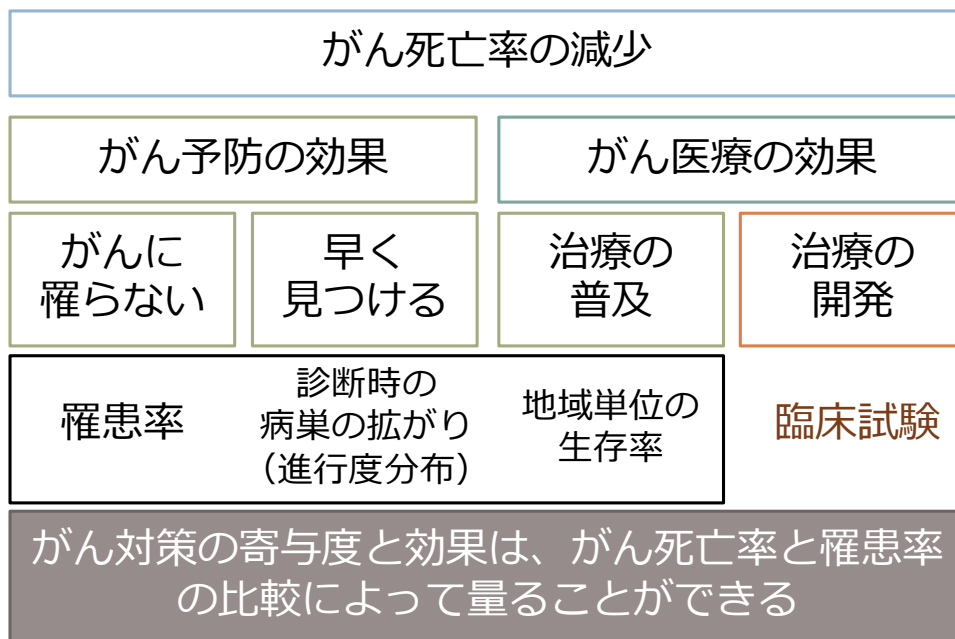 がん死亡率の減少
がん予防の効果
がん医療の効果
がんに
罹らない
早く
見つける
治療の
普及
治療の
開発
罹患率
診断時の
病巣の拡がり
（進行度分布）
地域単位の
生存率
臨床試験
がん対策の寄与度と効果は、がん死亡率と罹患率
の比較によって量ることができる